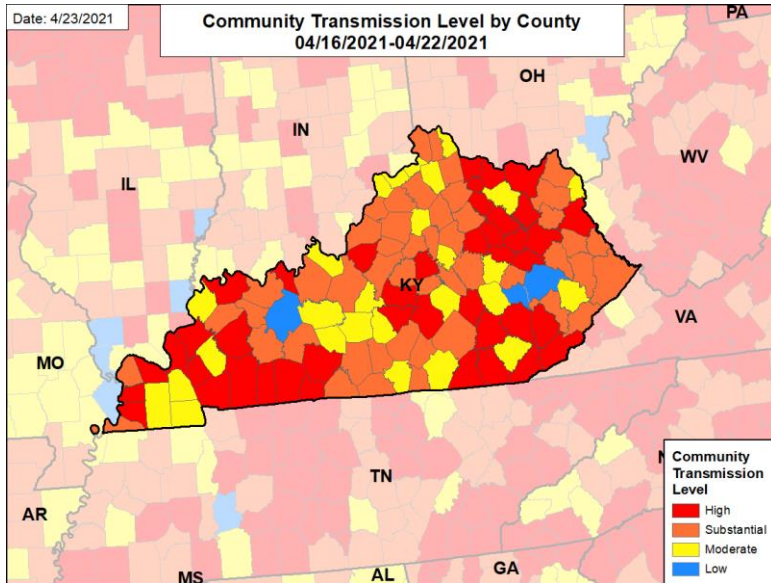 Date: 4/23/2021
Community Transmission Level by County
04/16/2021-04/22/2021
PA
OH
IN
WV
IL
KY
VA
MO
TN
N
AR
MS
AL
GA
Community
Transmission
Level
High
Substantial
Moderate
Low